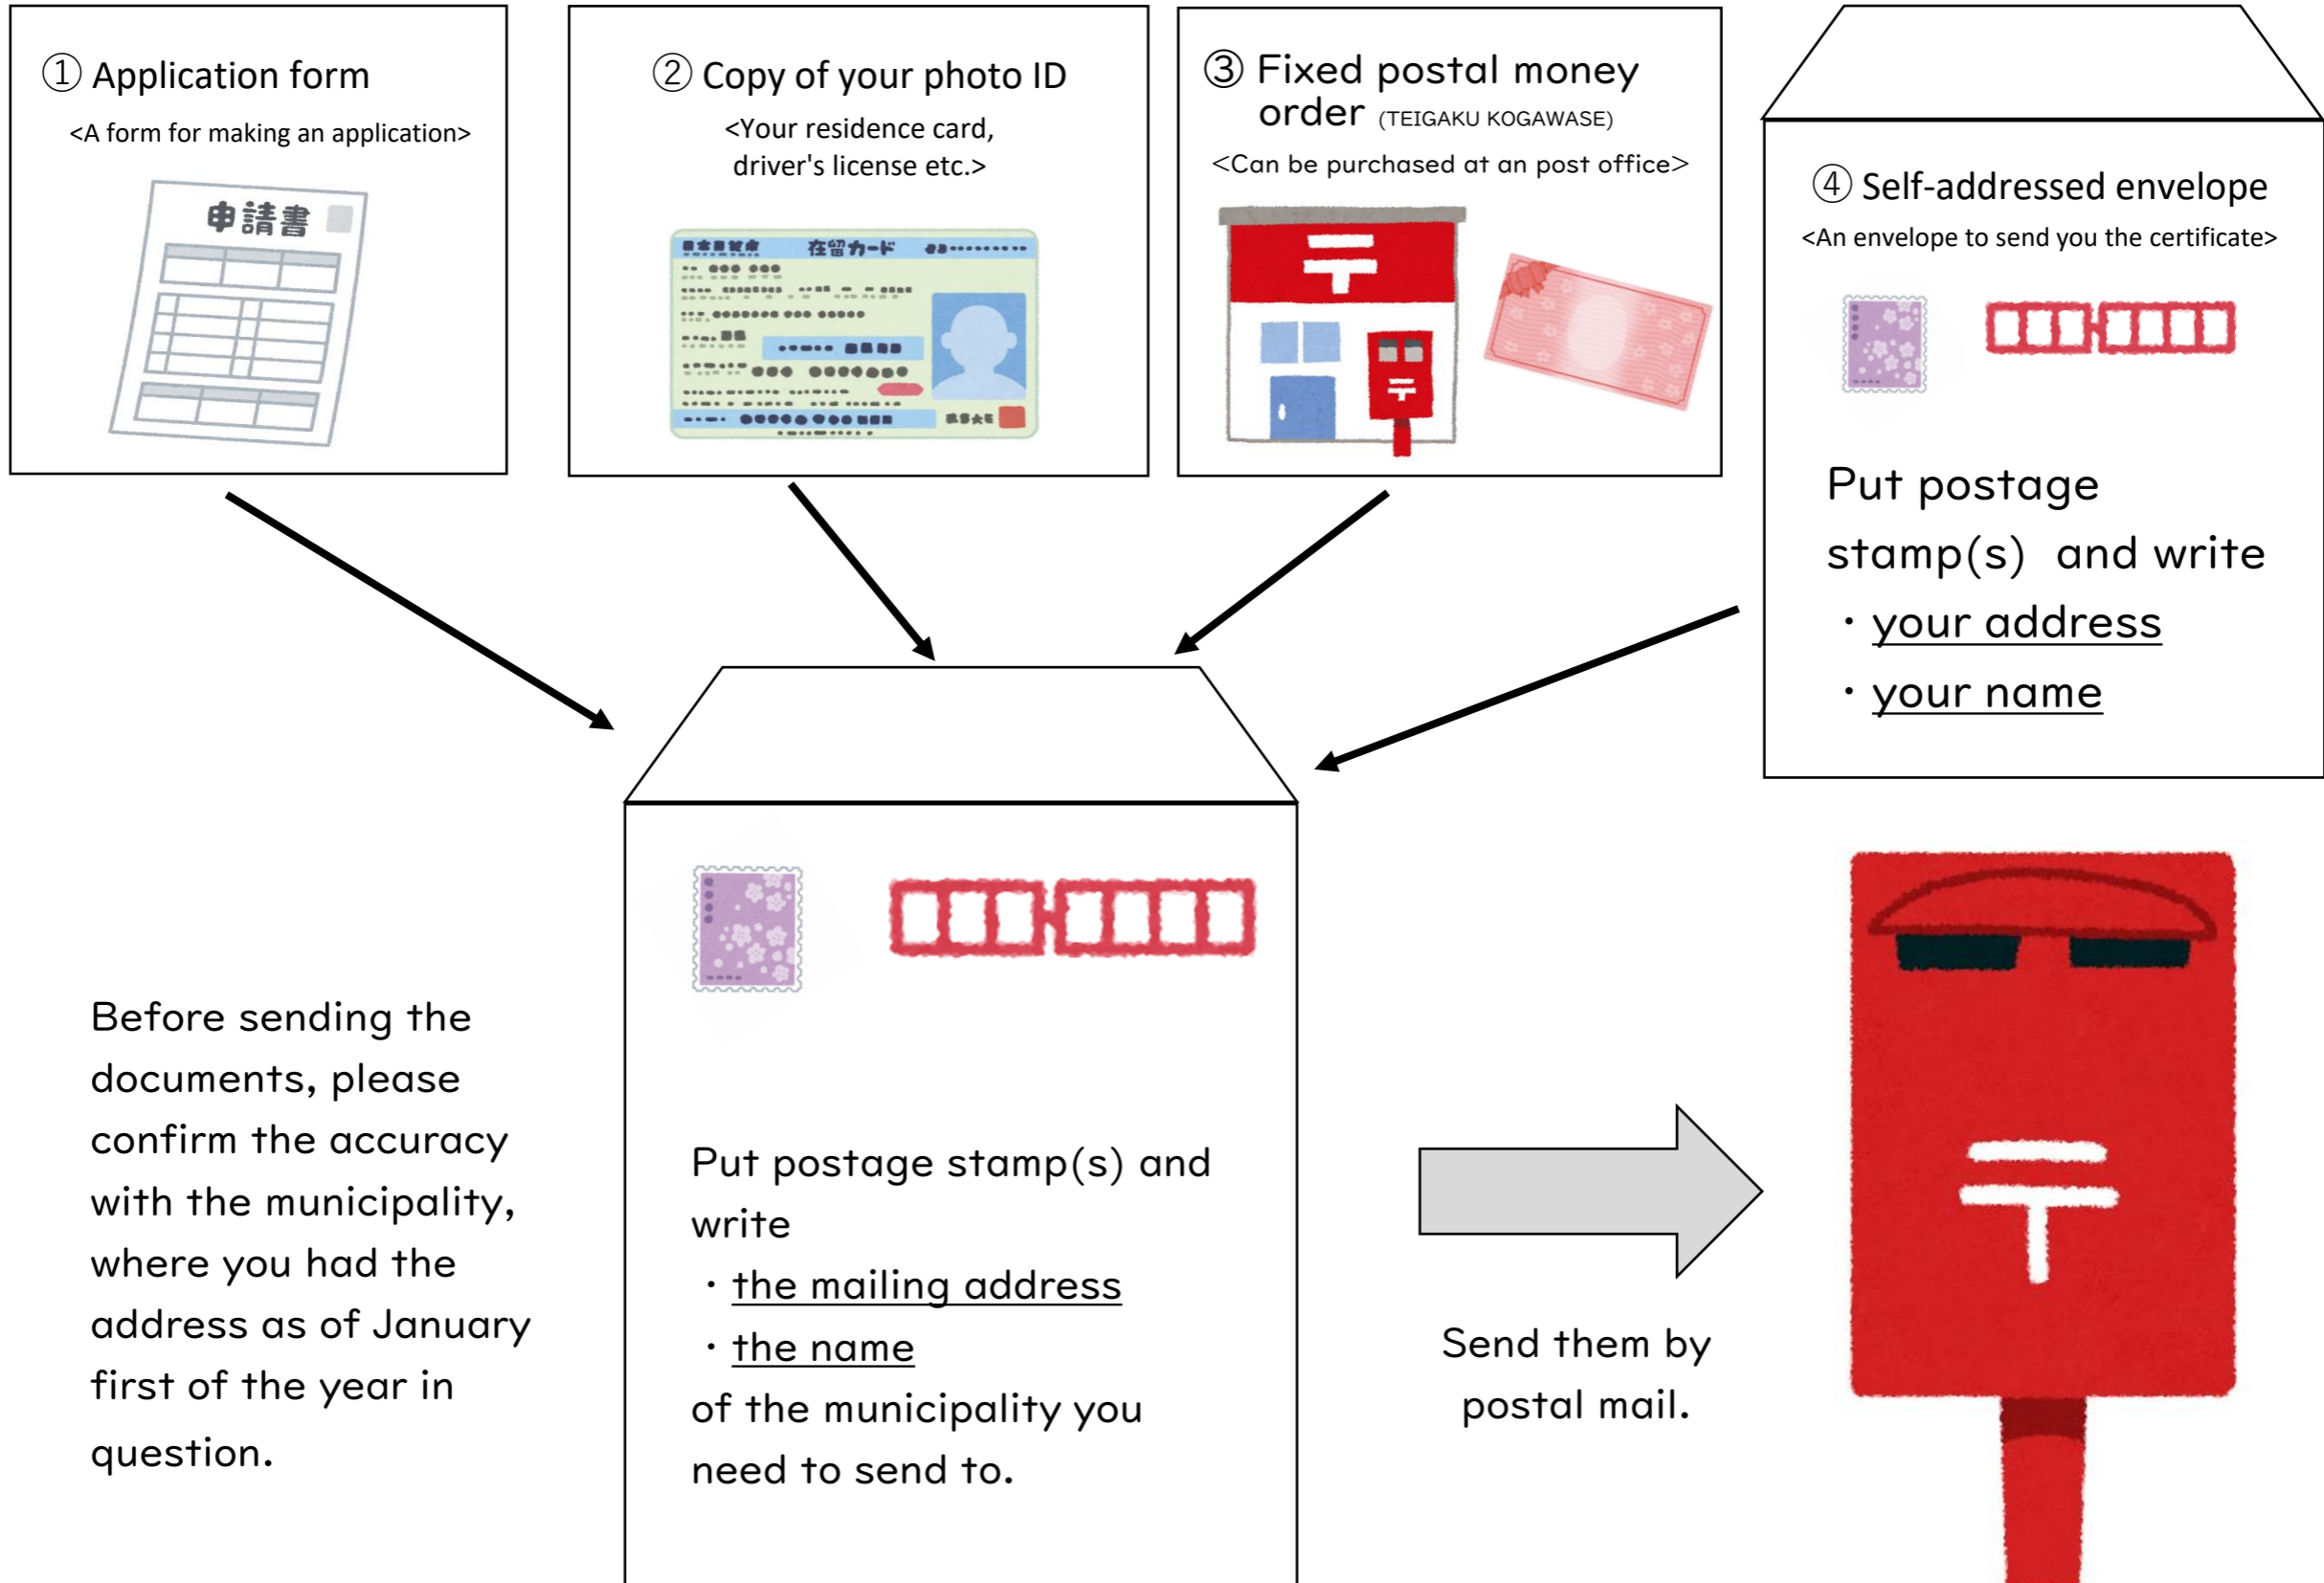 ① Application form
<A form for making an application>
申請書
② Copy of your photo ID
<Your residence card,
driver's license etc.>
在留カード
③ Fixed postal money
order (TEIGAKU KOGAWASE)
<Can be purchased at an post office>
④ Self-addressed envelope
<An envelope to send you the certificate>
Put postage
stamp(s) and write
・your address
・your name
Before sending the
documents, please
confirm the accuracy
with the municipality,
where you had the
address as of January
first of the year in
question.
Put postage stamp(s) and
write
・the mailing address
・the name
of the municipality you
need to send to.
Send them by
postal mail.